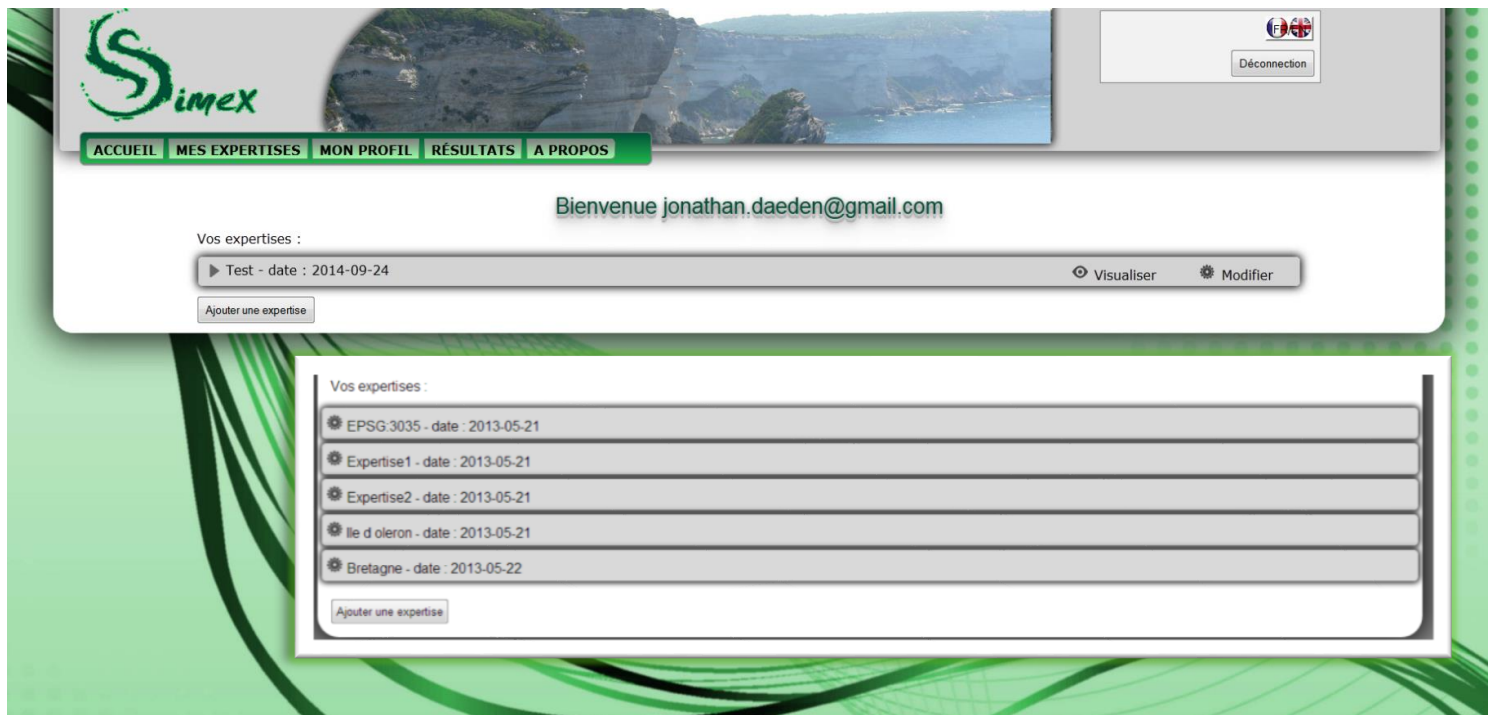 Simex
Déconnection
ACCUEIL MES EXPERTISES MON PROFIL RÉSULTATS A PROPOS
Bienvenue jonathan.daeden@gmail.com
Vos expertises :
Test - date : 2014-09-24 Visualiser Modifier
Ajouter une expertise
Vos expertises :
EPSG:3035 - date : 2013-05-21
Expertise1 - date : 2013-05-21
Expertise2 - date : 2013-05-21
Ile d oleron - date : 2013-05-21
Bretagne - date : 2013-05-22
Ajouter une expertise